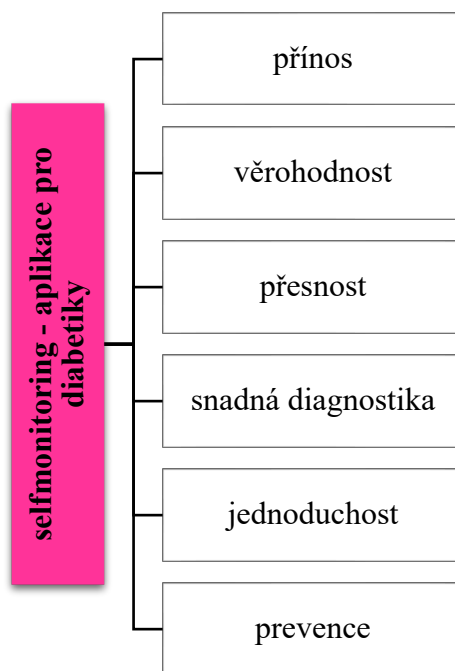 selfmonitoring - aplikace pro
diabetiky
přínos
věrohodnost
přesnost
snadná diagnostika
jednoduchost
prevence